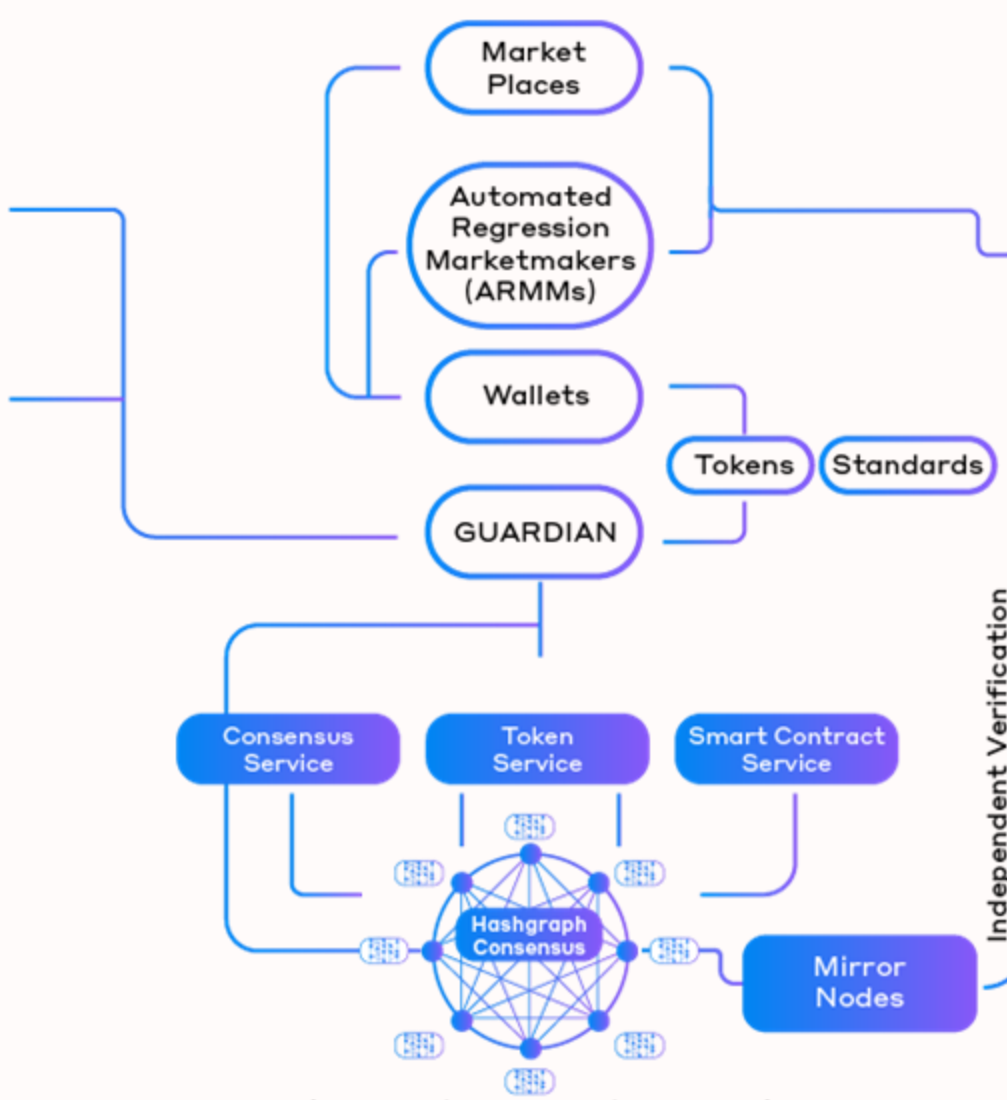 Market
Places
Automated
Regression
Marketmakers
(ARMMs)
Wallets
Tokens
Standards
GUARDIAN
Independent Verification
Consensus
Service
Token
Service
Smart Contract
Service
Hashgraph
Consensus
Mirror
Nodes